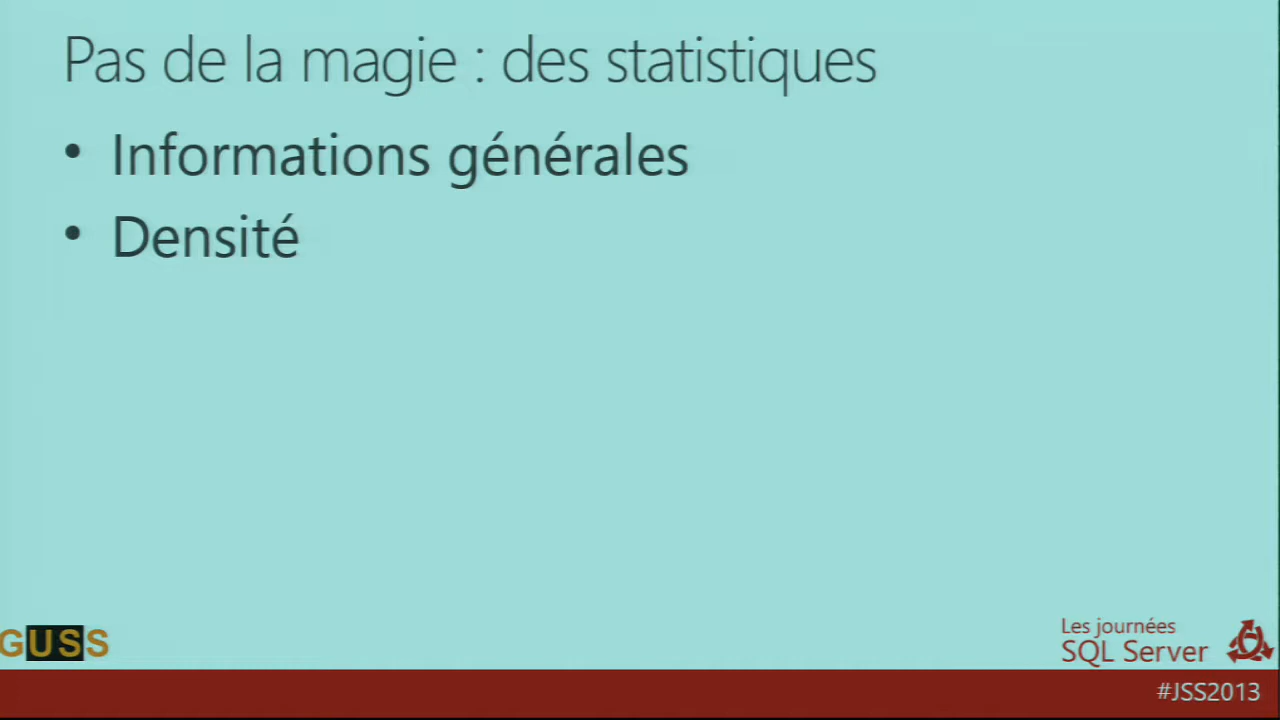 Pas de la magie : des statistiques
• Informations générales
• Densité
GUSS
Les journées
SQL Server
#JSS2013